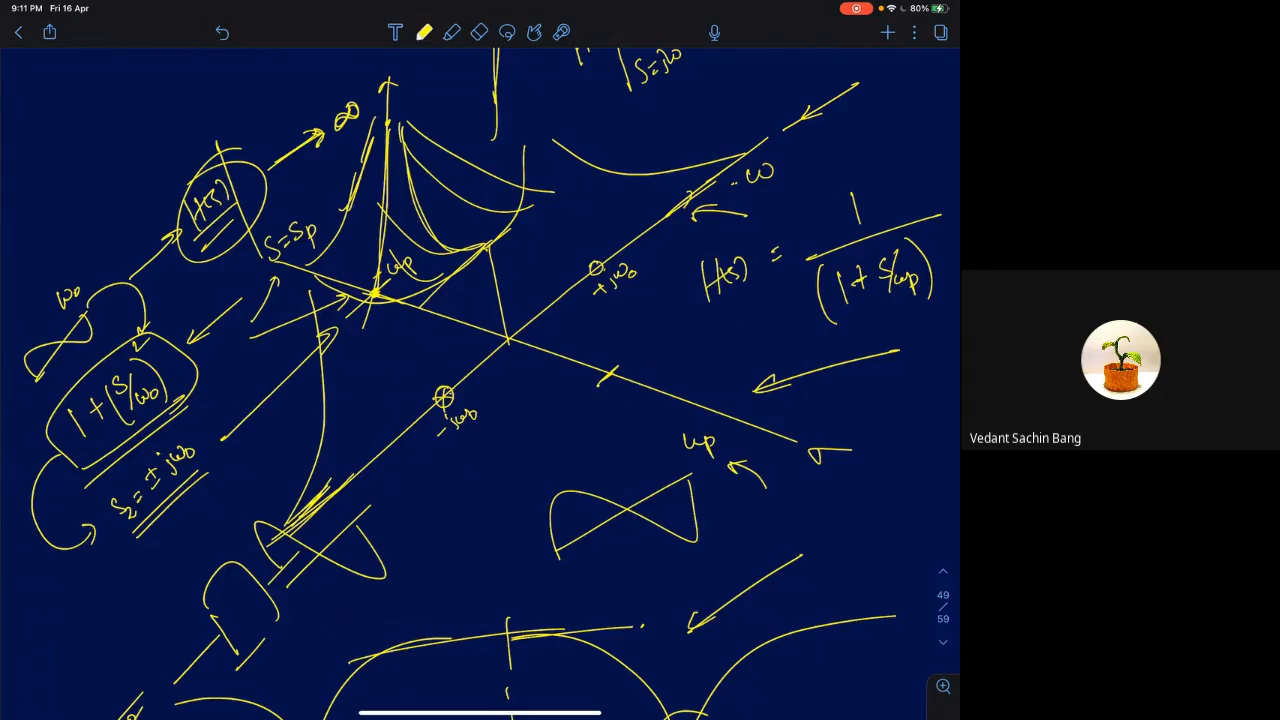 9:11 PM Fri 16 Apr
80%
T
S=jω
∞
H(s)
S=Sp
ωp
ω
+jω₀
H(s) = 1 / (1 + S/ωp)
ω₀
1+(S/ω₀)
-jω₀
S_z = ± jω₀
σ
ωp
Vedant Sachin Bang
49
/
59